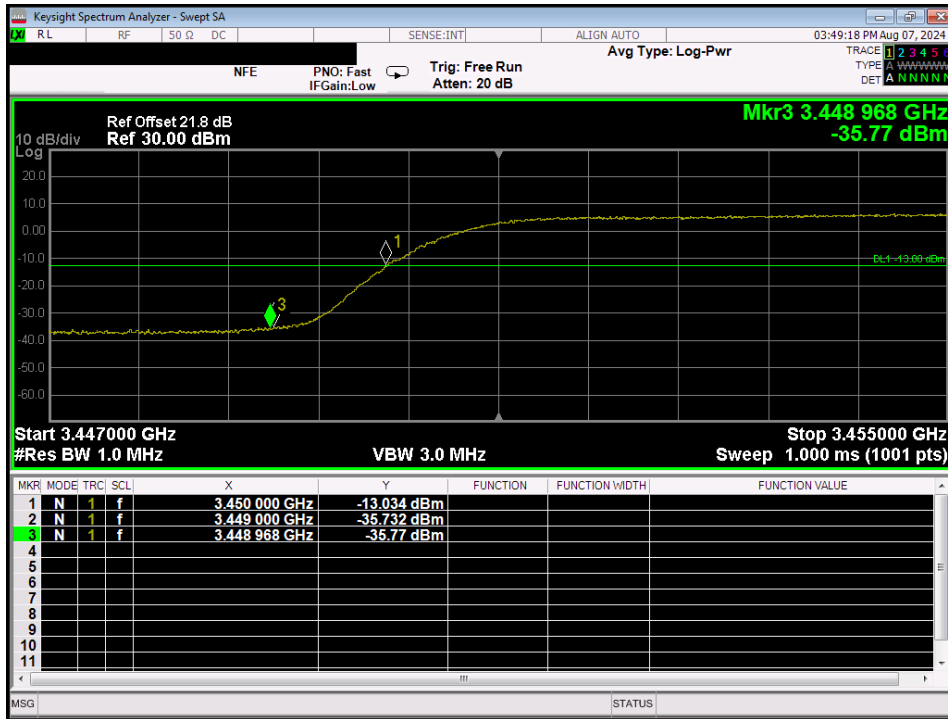 Keysight Spectrum Analyzer - Swept SA
LXI RL RF 50 Ω DC SENSE:INT ALIGN AUTO 03:49:18 PM Aug 07, 2024
NFE PNO: Fast Trig: Free Run Avg Type: Log-Pwr TRACE 1 2 3 4 5 6
IFGain:Low Atten: 20 dB TYPE A WWWWW
DET A N N N N N
Mkr3 3.448 968 GHz
-35.77 dBm
Ref Offset 21.8 dB
10 dB/div Ref 30.00 dBm
Log
20.0
10.0
0.00
1
-10.0
DL1 -13.00 dBm
-20.0
-30.0
3
-40.0
-50.0
-60.0
Start 3.447000 GHz Stop 3.455000 GHz
#Res BW 1.0 MHz VBW 3.0 MHz Sweep 1.000 ms (1001 pts)
MKR MODE TRC SCL X Y FUNCTION FUNCTION WIDTH FUNCTION VALUE
1 N 1 f 3.450 000 GHz -13.034 dBm
2 N 1 f 3.449 000 GHz -35.732 dBm
3 N 1 f 3.448 968 GHz -35.77 dBm
4
5
6
7
8
9
10
11
MSG STATUS